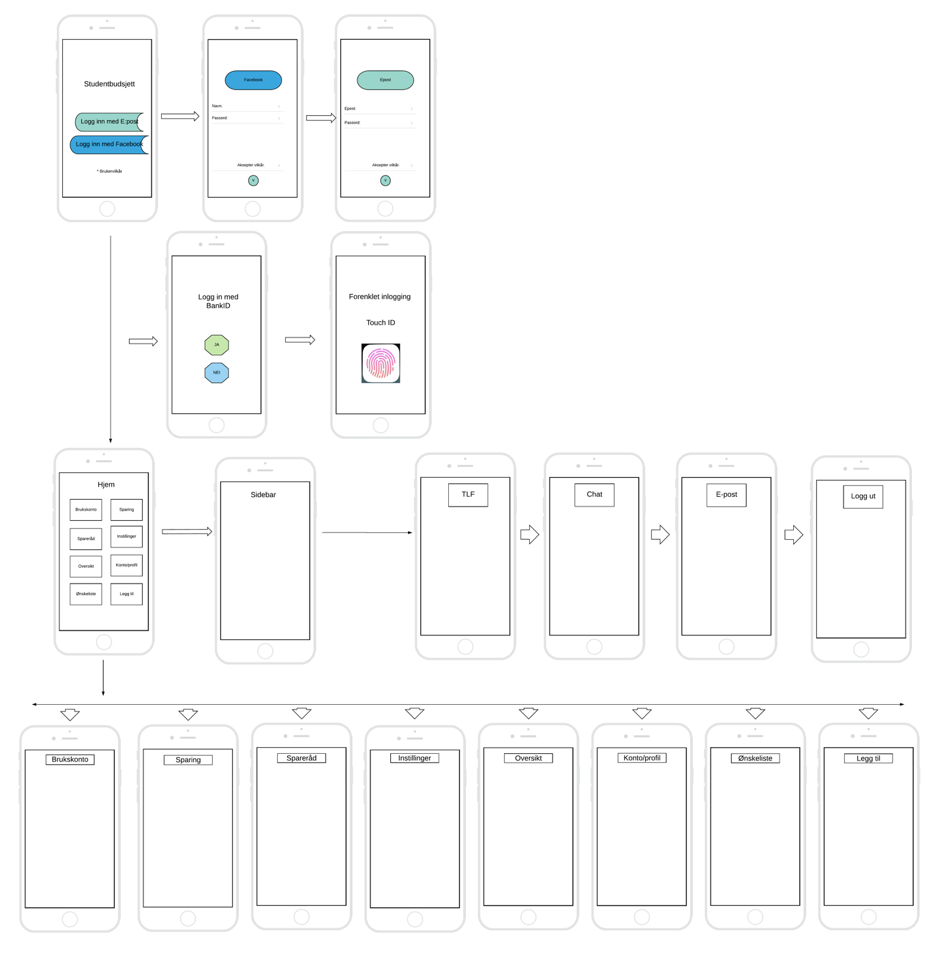 Studentbudsjett
Logg inn med E:post
Logg inn med Facebook
* Brukervilkår
Facebook
Navn:
Passord:
Aksepter vilkår
V
Epost
Epost
Passord:
Aksepter vilkår
V
Logg in med
BankID
JA
NEI
Forenklet inlogging
Touch ID
Hjem
Brukskonto
Sparing
Spareråd
Instillinger
Oversikt
Konto/profil
Ønskeliste
Legg til
Sidebar
TLF
Chat
E-post
Logg ut
Brukskonto
Sparing
Spareråd
Instillinger
Oversikt
Konto/profil
Ønskeliste
Legg til